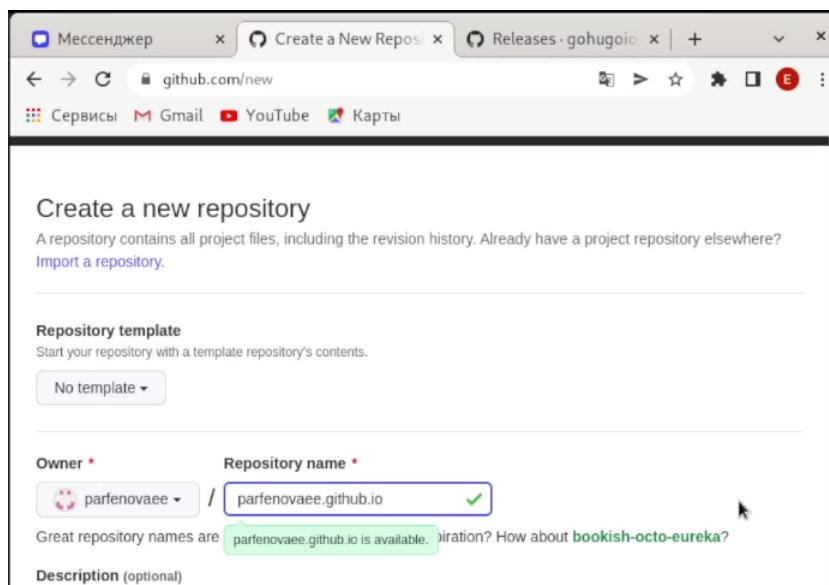 Мессенджер
Create a New Repos
Releases · gohugoio
github.com/new
E
Сервисы
Gmail
YouTube
Карты
Create a new repository
A repository contains all project files, including the revision history. Already have a project repository elsewhere?
Import a repository.
Repository template
Start your repository with a template repository's contents.
No template
Owner * Repository name *
parfenovaee / parfenovaee.github.io
Great repository names are
parfenovaee.github.io is available.
How about bookish-octo-eureka?
Description (optional)